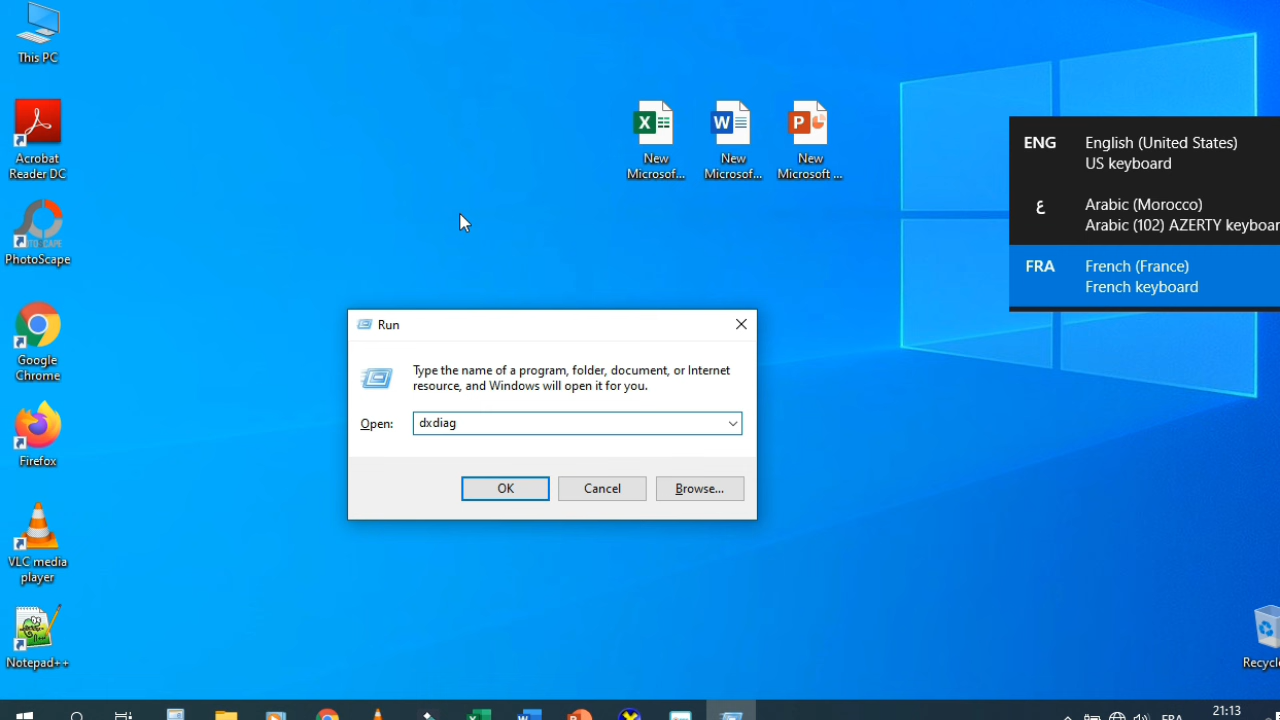 This PC
Acrobat
Reader DC
PhotoScape
Google
Chrome
Firefox
VLC media
player
Notepad++
New
Microsof...
New
Microsof...
New
Microsoft ...
ENG
English (United States)
US keyboard
ع
Arabic (Morocco)
Arabic (102) AZERTY keyboar
FRA
French (France)
French keyboard
Run
Type the name of a program, folder, document, or Internet
resource, and Windows will open it for you.
Open:
dxdiag
OK
Cancel
Browse...
Recycle
21:13
FRA